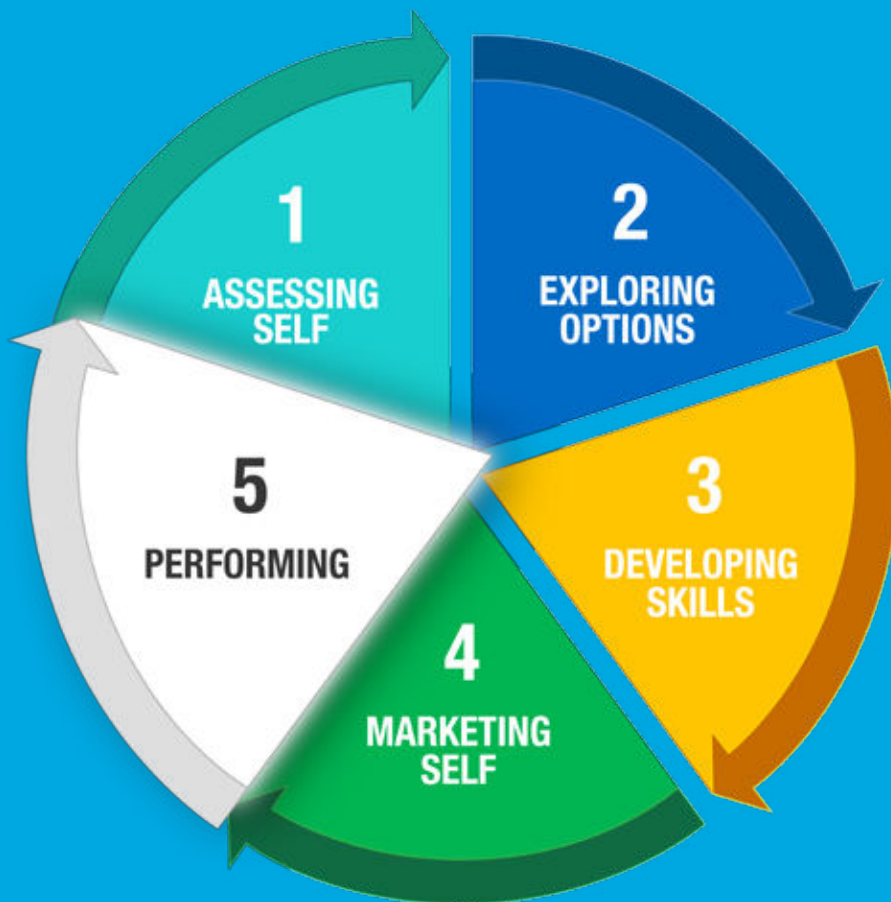 1
ASSESSING
SELF
2
EXPLORING
OPTIONS
3
DEVELOPING
SKILLS
4
MARKETING
SELF
5
PERFORMING